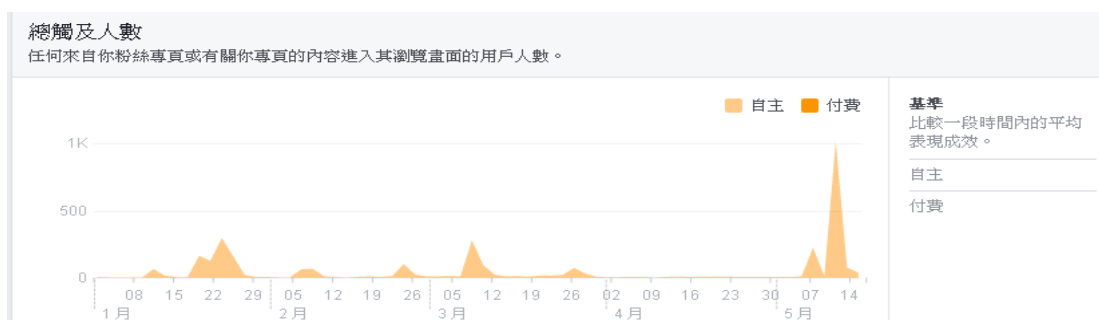 總觸及人數
任何來自你粉絲專頁或有關你專頁的內容進入其瀏覽畫面的用戶人數。
自主 付費
1K
500
0
08 15 22 29 05 12 19 26 05 12 19 26 02 09 16 23 30 07 14
1月 2月 3月 4月 5月
基準
比較一段時間內的平均
表現成效。
自主
付費